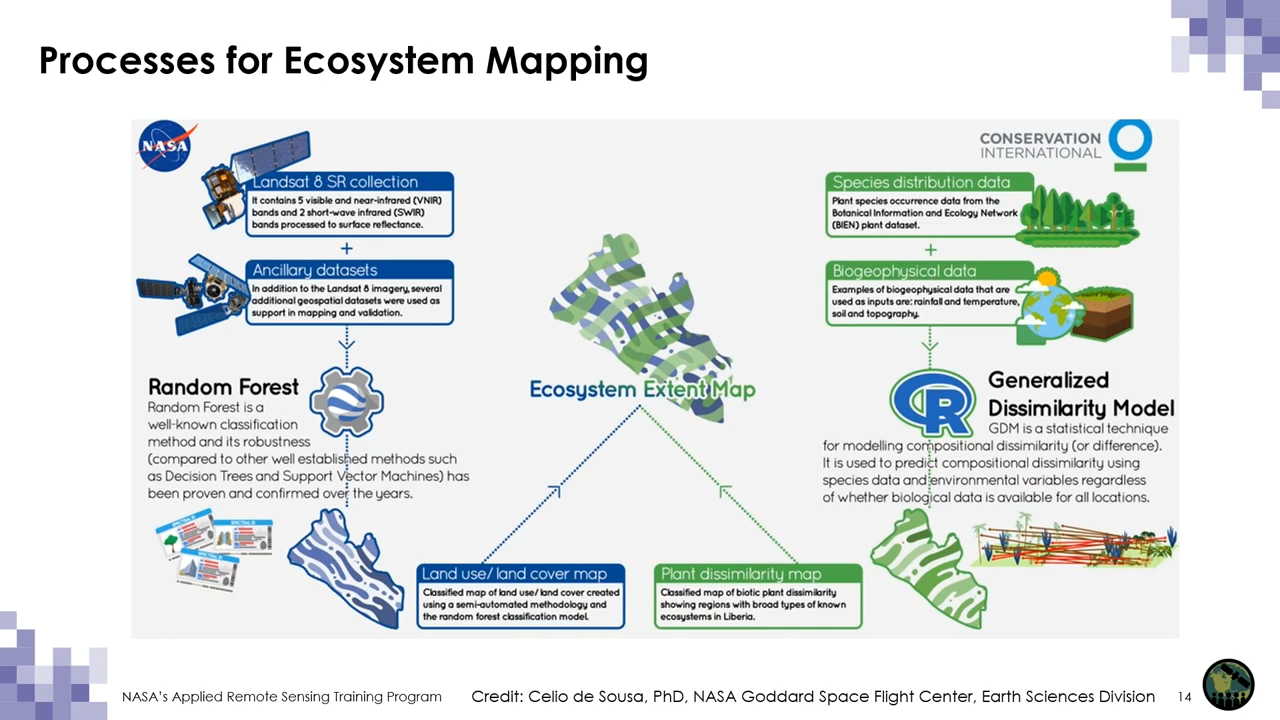 Processes for Ecosystem Mapping
NASA
CONSERVATION
INTERNATIONAL
Landsat 8 SR collection
It contains 5 visible and near-infrared (VNIR)
bands and 2 short-wave infrared (SWIR)
bands processed to surface reflectance.
+
Ancillary datasets
In addition to the Landsat 8 imagery, several
additional geospatial datasets were used as
support in mapping and validation.
Random Forest
Random Forest is a
well-known classification
method and its robustness
(compared to other well established methods such
as Decision Trees and Support Vector Machines) has
been proven and confirmed over the years.
SPECTRAL ID
SPECTRAL ID
SPECTRAL ID
Land use/ land cover map
Classified map of land use/ land cover created
using a semi-automated methodology and
the random forest classification model.
Ecosystem Extent Map
Species distribution data
Plant species occurrence data from the
Botanical Information and Ecology Network
(BIEN) plant dataset.
+
Biogeophysical data
Examples of biogeophysical data that are
used as inputs are: rainfall and temperature,
soil and topography.
R
Generalized
Dissimilarity Model
GDM is a statistical technique
for modelling compositional dissimilarity (or difference).
It is used to predict compositional dissimilarity using
species data and environmental variables regardless
of whether biological data is available for all locations.
Plant dissimilarity map
Classified map of biotic plant dissimilarity
showing regions with broad types of known
ecosystems in Liberia.
NASA's Applied Remote Sensing Training Program
Credit: Celio de Sousa, PhD, NASA Goddard Space Flight Center, Earth Sciences Division
14